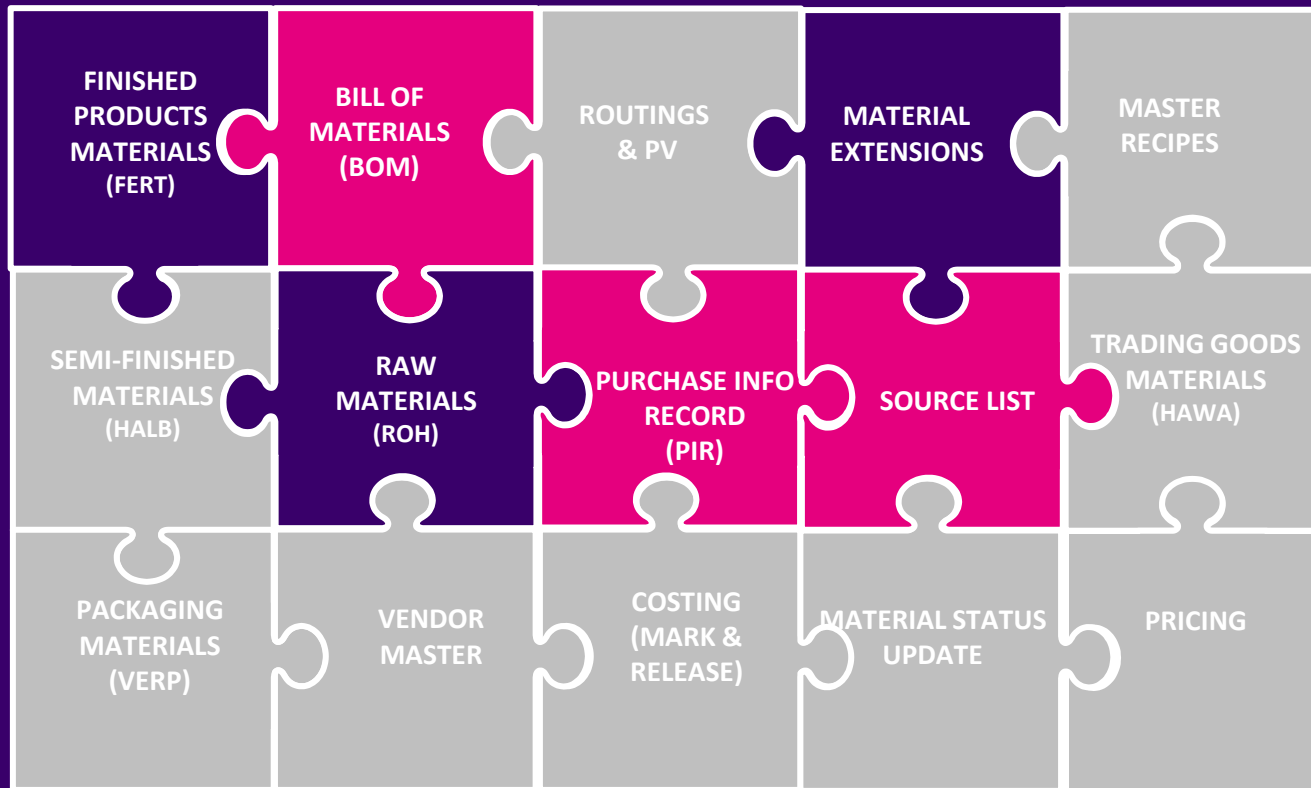 FINISHED
PRODUCTS
MATERIALS
(FERT)
BILL OF
MATERIALS
(BOM)
ROUTINGS
& PV
MATERIAL
EXTENSIONS
MASTER
RECIPES
SEMI-FINISHED
MATERIALS
(HALB)
RAW
MATERIALS
(ROH)
PURCHASE INFO
RECORD
(PIR)
SOURCE LIST
TRADING GOODS
MATERIALS
(HAWA)
PACKAGING
MATERIALS
(VERP)
VENDOR
MASTER
COSTING
(MARK &
RELEASE)
MATERIAL STATUS
UPDATE
PRICING